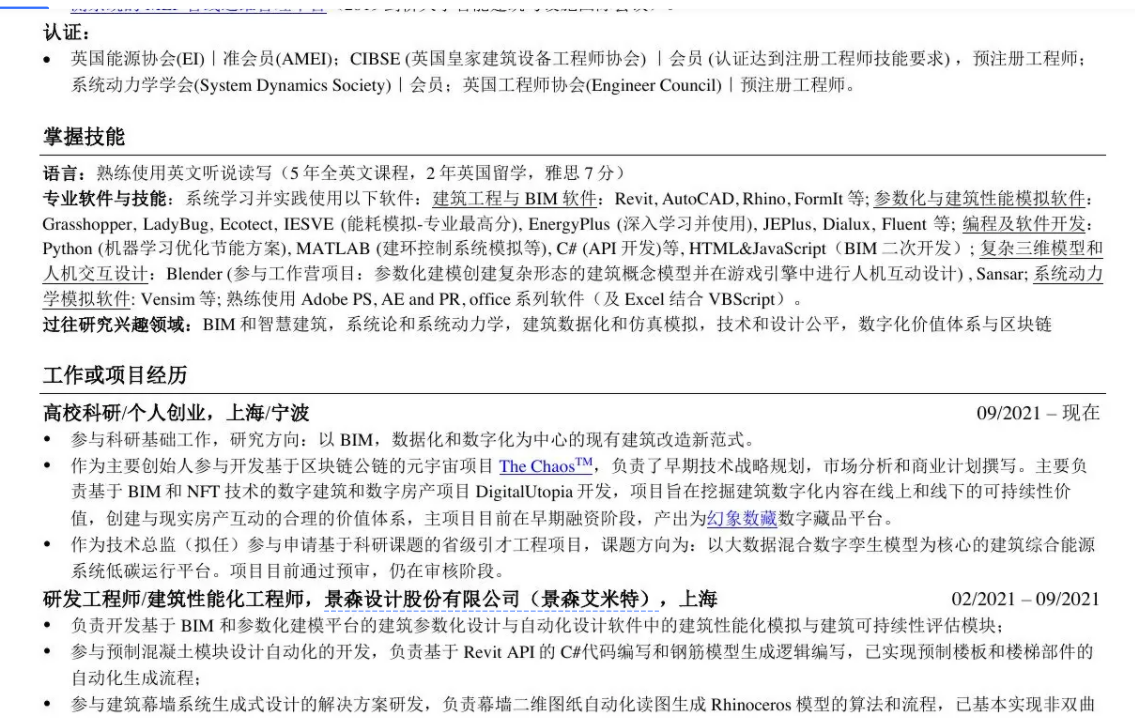 认证：
• 英国能源协会(EI)｜准会员(AMEI)；CIBSE (英国皇家建筑设备工程师协会) ｜会员 (认证达到注册工程师技能要求) ，预注册工程师；
系统动力学学会(System Dynamics Society)｜会员；英国工程师协会(Engineer Council)｜预注册工程师。
掌握技能
语言：熟练使用英文听说读写（5 年全英文课程，2 年英国留学，雅思 7 分）
专业软件与技能：系统学习并实践使用以下软件：建筑工程与 BIM 软件：Revit, AutoCAD, Rhino, FormIt 等; 参数化与建筑性能模拟软件：
Grasshopper, LadyBug, Ecotect, IESVE (能耗模拟-专业最高分), EnergyPlus (深入学习并使用), JEPlus, Dialux, Fluent 等; 编程及软件开发：
Python (机器学习优化节能方案), MATLAB (建环控制系统模拟等), C# (API 开发)等, HTML&JavaScript（BIM 二次开发）; 复杂三维模型和
人机交互设计：Blender (参与工作营项目：参数化建模创建复杂形态的建筑概念模型并在游戏引擎中进行人机互动设计) , Sansar; 系统动力
学模拟软件: Vensim 等; 熟练使用 Adobe PS, AE and PR, office 系列软件（及 Excel 结合 VBScript）。
过往研究兴趣领域：BIM 和智慧建筑，系统论和系统动力学，建筑数据化和仿真模拟，技术和设计公平，数字化价值体系与区块链
工作或项目经历
高校科研/个人创业，上海/宁波 09/2021 – 现在
• 参与科研基础工作，研究方向：以 BIM，数据化和数字化为中心的现有建筑改造新范式。
• 作为主要创始人参与开发基于区块链公链的元宇宙项目 The Chaos™，负责了早期技术战略规划，市场分析和商业计划撰写。主要负
责基于 BIM 和 NFT 技术的数字建筑和数字房产项目 DigitalUtopia 开发，项目旨在挖掘建筑数字化内容在线上和线下的可持续性价
值，创建与现实房产互动的合理的价值体系，主项目目前在早期融资阶段，产出为幻象数藏数字藏品平台。
• 作为技术总监（拟任）参与申请基于科研课题的省级引才工程项目，课题方向为：以大数据混合数字孪生模型为核心的建筑综合能源
系统低碳运行平台。项目目前通过预审，仍在审核阶段。
研发工程师/建筑性能化工程师，景森设计股份有限公司（景森艾米特）, 上海 02/2021 – 09/2021
• 负责开发基于 BIM 和参数化建模平台的建筑参数化设计与自动化设计软件中的建筑性能化模拟与建筑可持续性评估模块；
• 参与预制混凝土模块设计自动化的开发，负责基于 Revit API 的 C#代码编写和钢筋模型生成逻辑编写，已实现预制楼板和楼梯部件的
自动化生成流程；
• 参与建筑幕墙系统生成式设计的解决方案研发，负责幕墙二维图纸自动化读图生成 Rhinoceros 模型的算法和流程，已基本实现非双曲